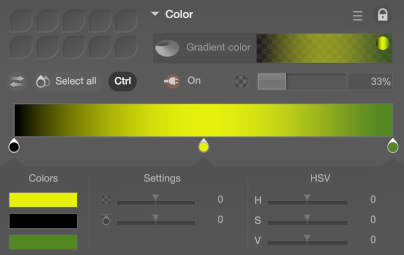 Color
Gradient color
Select all
Ctrl
On
33%
Colors
Settings
HSV
0
H
0
0
S
0
V
0